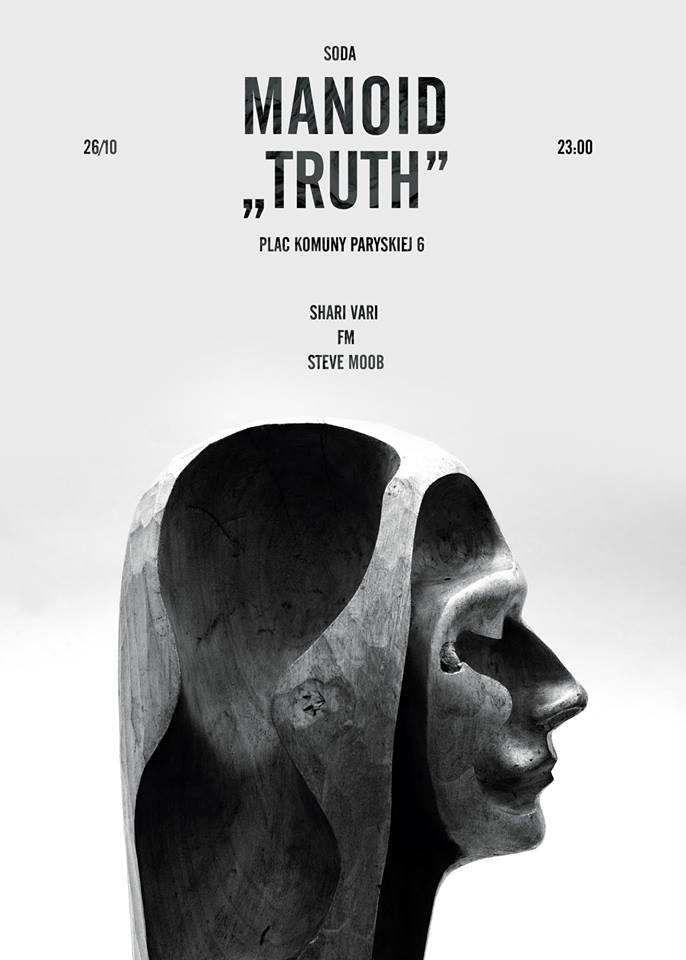 SODA
MANOID
26/10
23:00
„TRUTH”
PLAC KOMUNY PARYSKIEJ 6
SHARI VARI
FM
STEVE MOOB